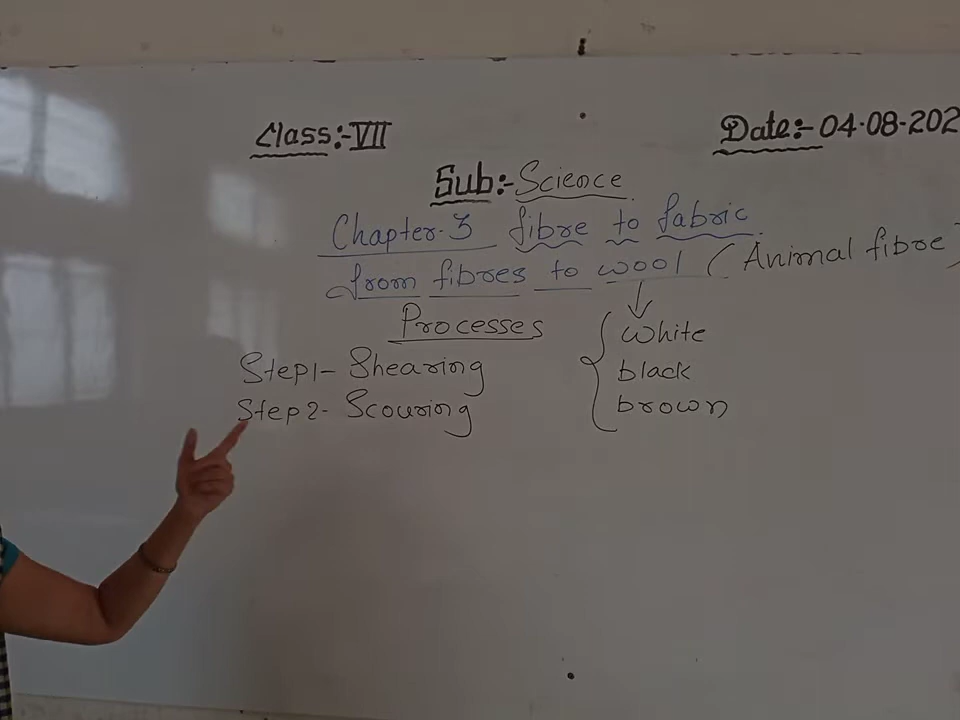 Class:-VII
Date:- 04-08-202
Sub:- Science
Chapter-3 fibre to fabric
from fibres to wool (Animal fibre)
Processes
white
Step1- Shearing
black
Step2- Scouring
brown